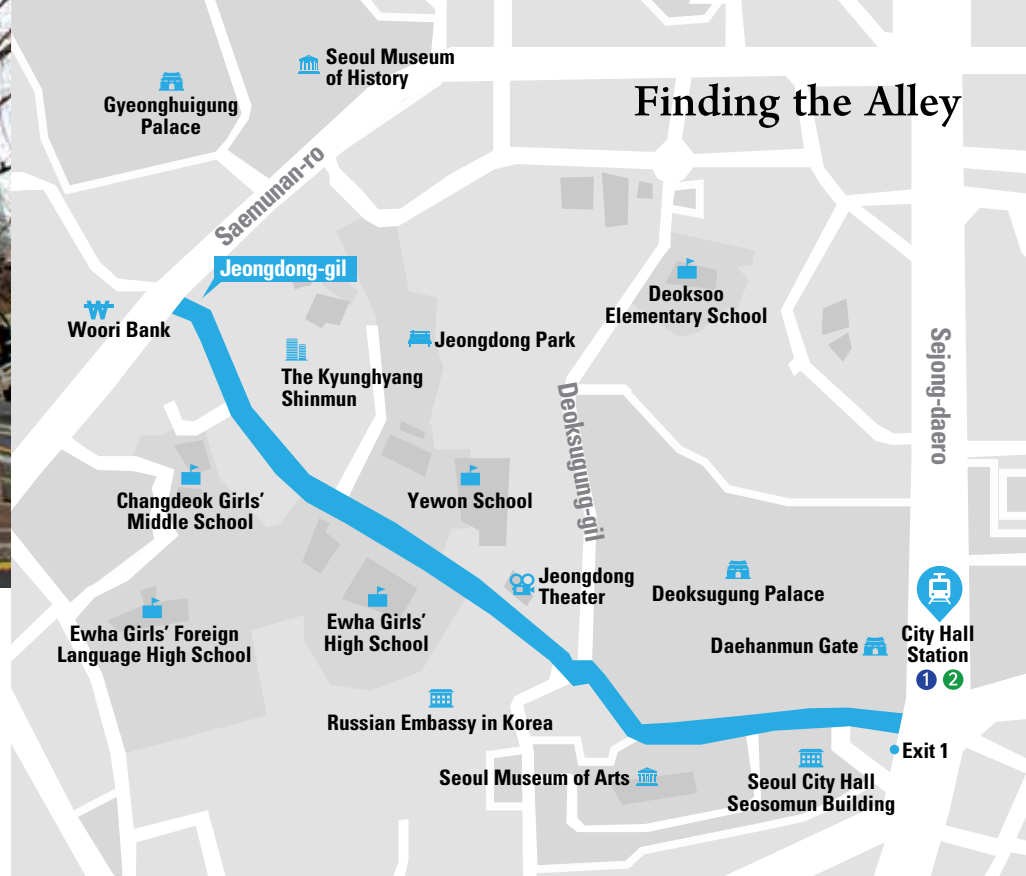 Finding the Alley
Seoul Museum
of History
Gyeonghuigung
Palace
Saemunan-ro
Jeongdong-gil
Woori Bank
Deoksoo
Elementary School
Jeongdong Park
The Kyunghyang
Shinmun
Sejong-daero
Deoksugung-gil
Changdeok Girls'
Middle School
Yewon School
Jeongdong
Theater
Deoksugung Palace
Ewha Girls' Foreign
Language High School
Ewha Girls'
High School
Daehanmun Gate
City Hall
Station
1 2
Russian Embassy in Korea
Exit 1
Seoul Museum of Arts
Seoul City Hall
Seosomun Building